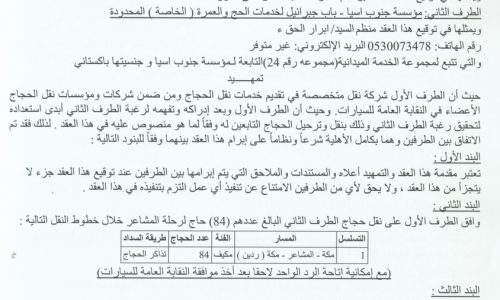 الطرف الثاني: مؤسسة جنوب اسيا - باب جبرائيل لخدمات الحج والعمرة ( الخاصة ) المحدودة
ويمثلها في توقيع هذا العقد منظم السيد/ ابرار الحق ء
رقم الهاتف: 0530073478 البريد الإلكتروني: غير متوفر
والتي تتبع لمجموعة الخدمة الميدانية(مجموعه رقم 24)التابعة لـمؤسسة جنوب اسيا و جنسيتها باكستاني
تمهـــيد
حيث أن الطرف الأول شركة نقل متخصصة في تقديم خدمات نقل الحجاج ومن ضمن شركات ومؤسسات نقل الحجاج
الأعضاء في النقابة العامة للسيارات. وحيث أن الطرف الأول وبعد إدراكه وتفهمه لرغبة الطرف الثاني أبدى استعداده
لتحقيق رغبة الطرف الثاني وذلك بنقل وترحيل الحجاج التابعين له وفقاً لما هو منصوص عليه في هذا العقد . لذلك فقد تم
الاتفاق بين الطرفين وهما بكامل الأهلية شرعاً ونظاماً على إبرام هذا العقد بينهما وفقاً للبنود التالية :
البند الأول :
تعتبر مقدمة هذا العقد والتمهيد أعلاه والمستندات والملاحق التي يتم إبرامها بين الطرفين عند توقيع هذا العقد جزء لا
يتجزأ من هذا العقد ، ولا يحق لأي من الطرفين الامتناع عن تنفيذ أي عمل التزم بتنفيذه في هذا العقد .
البند الثاني :
وافق الطرف الأول على نقل حجاج الطرف الثاني البالغ عددهم (84) حاج لرحلة المشاعر خلال خطوط النقل التالية :
التسلسل المسار الفئة عدد الحجاج طريقة السداد
1 مكة - المشاعر - مكة ( ردين ) مكيف 84 تذاكر الحجاج
(مع إمكانية إتاحة الرد الواحد لاحقا بعد أخذ موافقة النقابة العامة للسيارات)
البند الثالث :